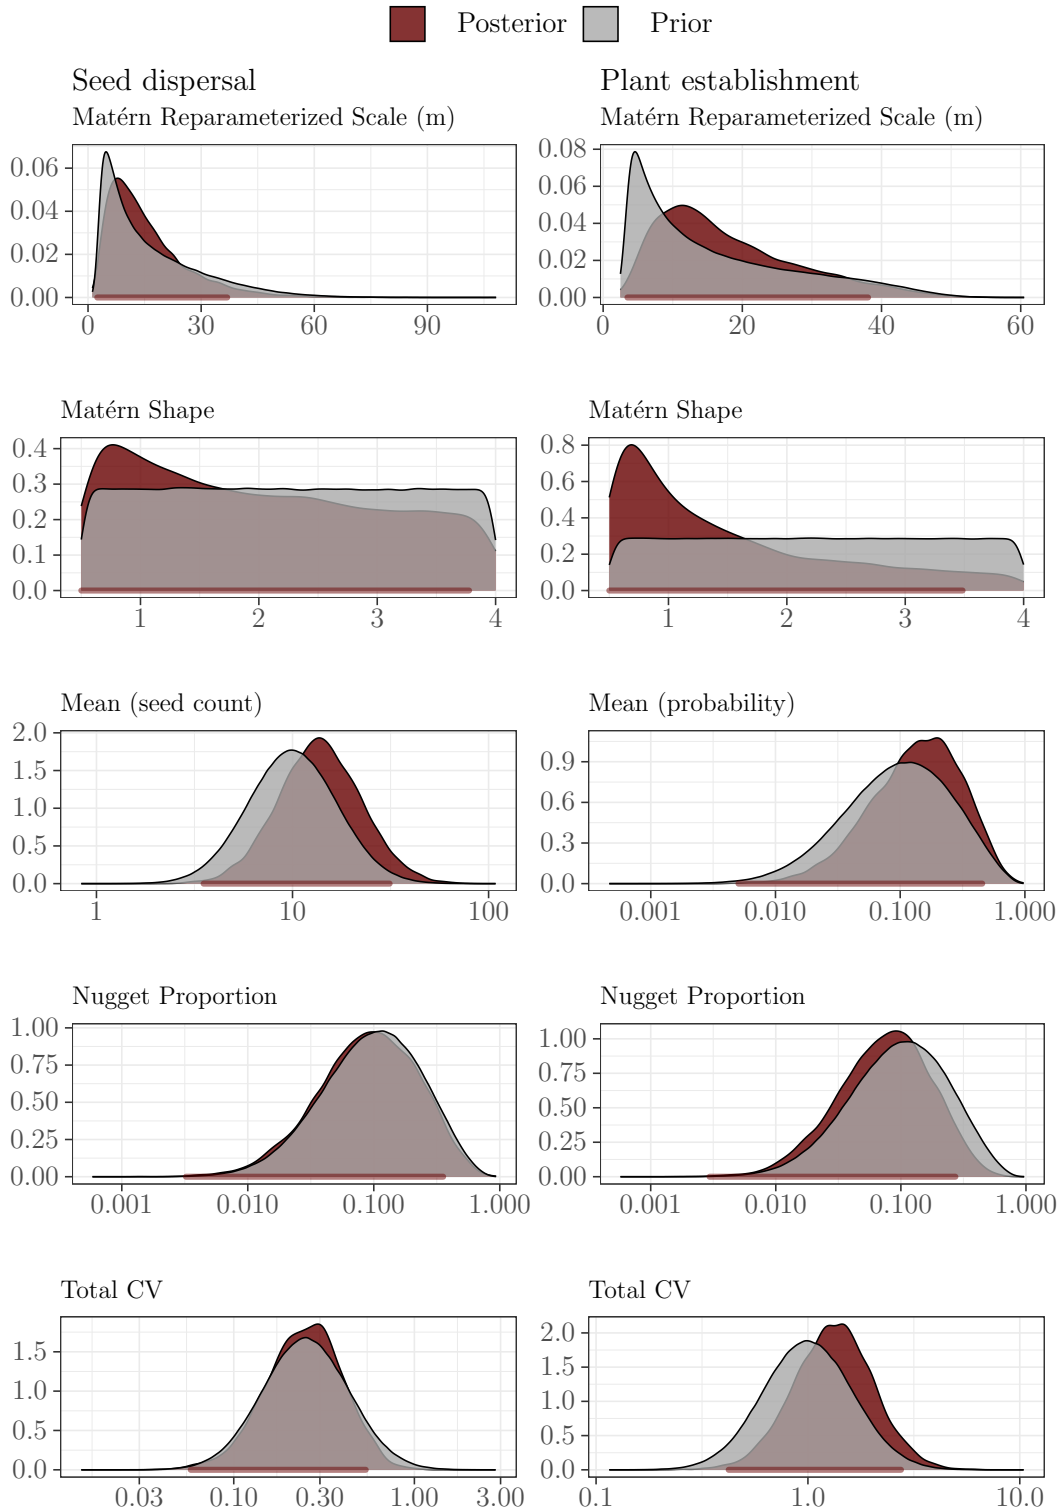 Posterior Prior
Seed dispersal Plant establishment
Matérn Reparameterized Scale (m) Matérn Reparameterized Scale (m)
0.06
0.04
0.02
0.00
0 30 60 90
0.08
0.06
0.04
0.02
0.00
0 20 40 60
Matérn Shape Matérn Shape
0.4
0.3
0.2
0.1
0.0
1 2 3 4
0.8
0.6
0.4
0.2
0.0
1 2 3 4
Mean (seed count) Mean (probability)
2.0
1.5
1.0
0.5
0.0
1 10 100
0.9
0.6
0.3
0.0
0.001 0.010 0.100 1.000
Nugget Proportion Nugget Proportion
1.00
0.75
0.50
0.25
0.00
0.001 0.010 0.100 1.000
1.00
0.75
0.50
0.25
0.00
0.001 0.010 0.100 1.000
Total CV Total CV
1.5
1.0
0.5
0.0
0.03 0.10 0.30 1.00 3.00
2.0
1.5
1.0
0.5
0.0
0.1 1.0 10.0